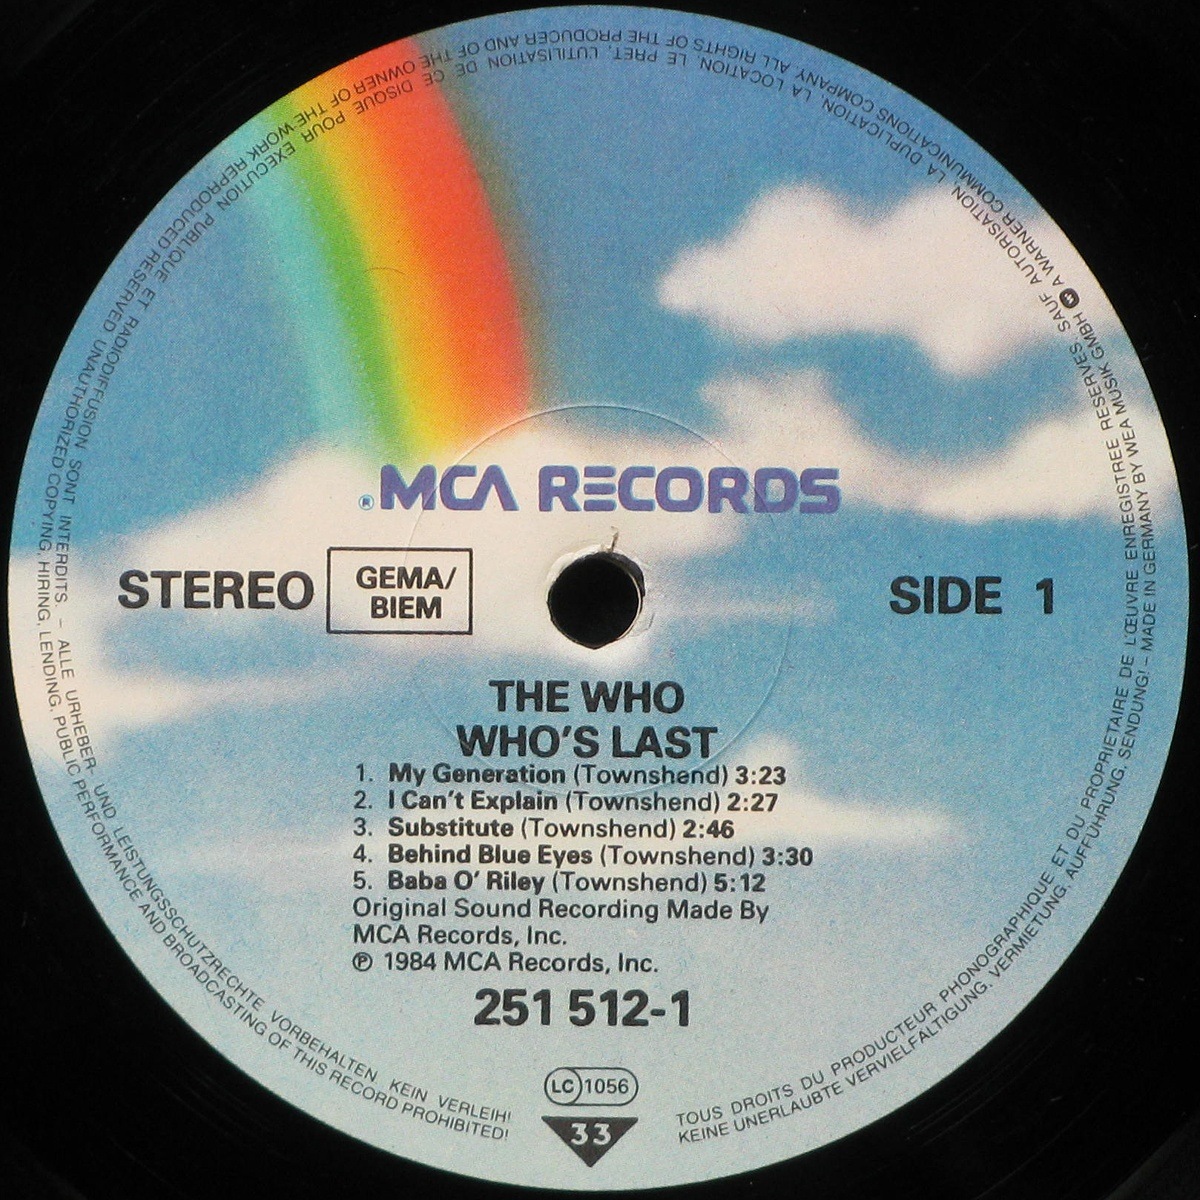 ® MCA RECORDS
STEREO
GEMA/
BIEM
SIDE 1
THE WHO
WHO'S LAST
1. My Generation (Townshend) 3:23
2. I Can't Explain (Townshend) 2:27
3. Substitute (Townshend) 2:46
4. Behind Blue Eyes (Townshend) 3:30
5. Baba O' Riley (Townshend) 5:12
Original Sound Recording Made By
MCA Records, Inc.
℗ 1984 MCA Records, Inc.
251 512-1
LC 1056
33
TOUS DROITS DU PRODUCTEUR PHONOGRAPHIQUE ET DU PROPRIETAIRE DE L'ŒUVRE ENREGISTREE RESERVES. SAUF AUTORISATION, LA DUPLICATION, LA LOCATION, LE PRET, L'UTILISATION DE CE DISQUE POUR EXECUTION PUBLIQUE ET RADIODIFFUSION SONT INTERDITS. – ALLE URHEBER- UND LEISTUNGSSCHUTZRECHTE VORBEHALTEN. KEIN VERLEIH!
KEINE UNERLAUBTE VERVIELFÄLTIGUNG, VERMIETUNG, AUFFÜHRUNG, SENDUNG! – MADE IN GERMANY BY WEA MUSIK GMBH A WARNER COMMUNICATIONS COMPANY ALL RIGHTS OF THE PRODUCER AND OF THE OWNER OF THE WORK REPRODUCED RESERVED. UNAUTHORIZED COPYING, HIRING, LENDING, PUBLIC PERFORMANCE AND BROADCASTING OF THIS RECORD PROHIBITED!